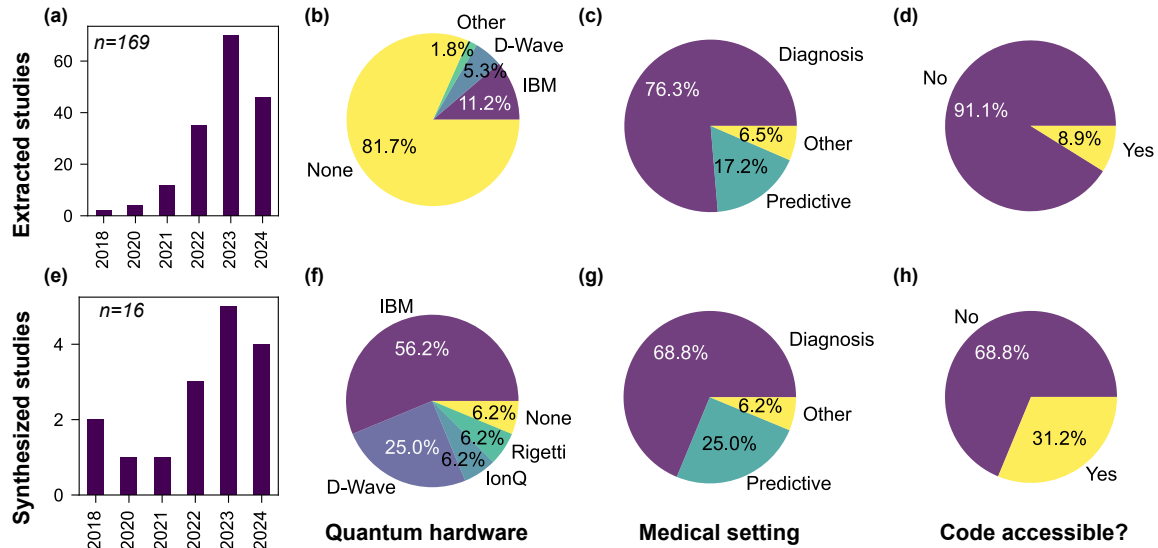 (a)
n=169
Extracted studies
60
40
20
0
2018
2020
2021
2022
2023
2024
(b)
Other
D-Wave
IBM
None
1.8%
5.3%
11.2%
81.7%
(c)
Diagnosis
76.3%
6.5%
Other
17.2%
Predictive
(d)
No
91.1%
8.9%
Yes
(e)
n=16
Synthesized studies
4
2
0
2018
2020
2021
2022
2023
2024
(f)
IBM
56.2%
6.2%
None
6.2%
Rigetti
6.2%
IonQ
25.0%
D-Wave
Quantum hardware
(g)
Diagnosis
68.8%
6.2%
Other
25.0%
Predictive
Medical setting
(h)
No
68.8%
31.2%
Yes
Code accessible?